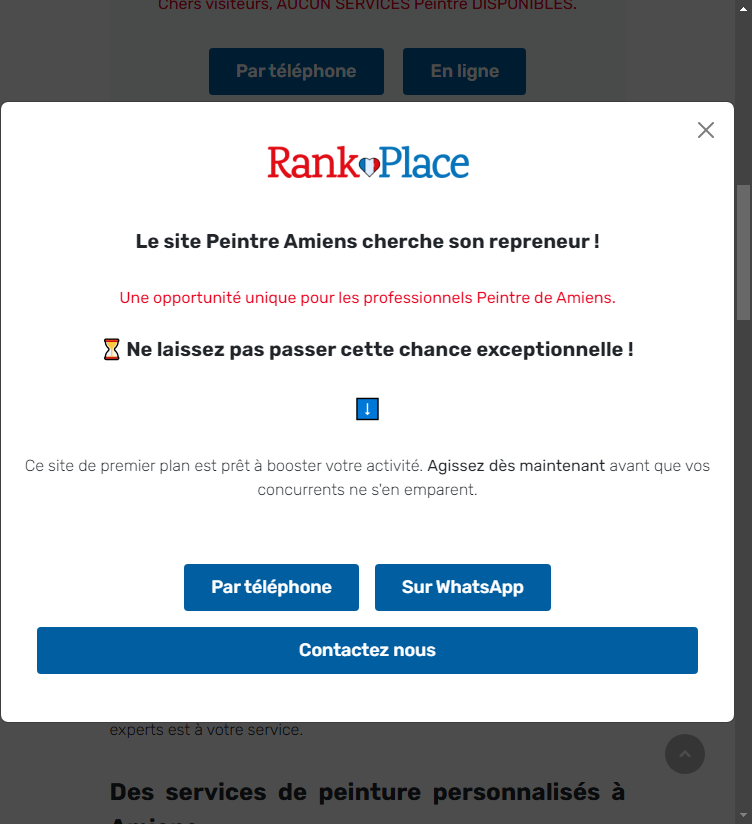 Chers visiteurs, AUCUN SERVICES Peintre DISPONIBLES.
Par téléphone
En ligne
Rank Place
Le site Peintre Amiens cherche son repreneur !
Une opportunité unique pour les professionnels Peintre de Amiens.
⏳ Ne laissez pas passer cette chance exceptionnelle !
⬇
Ce site de premier plan est prêt à booster votre activité. Agissez dès maintenant avant que vos
concurrents ne s'en emparent.
Par téléphone
Sur WhatsApp
Contactez nous
experts est à votre service.
Des services de peinture personnalisés à
Amiens